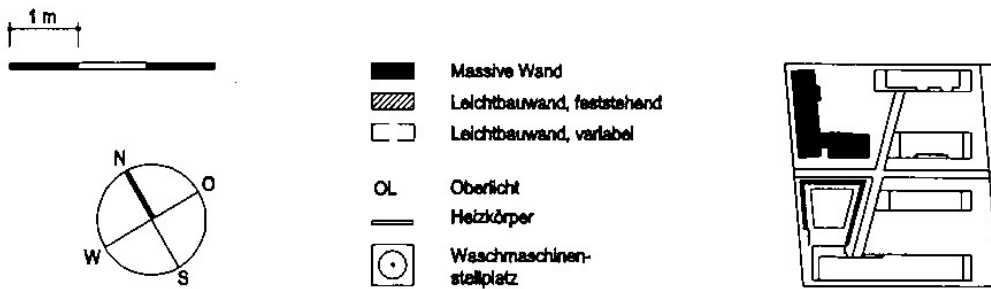 1 m
Massive Wand
Leichtbauwand, feststehend
Leichtbauwand, variabel
OL Oberlicht
Heizkörper
Waschmaschinen-
stellplatz
N
O
W
S